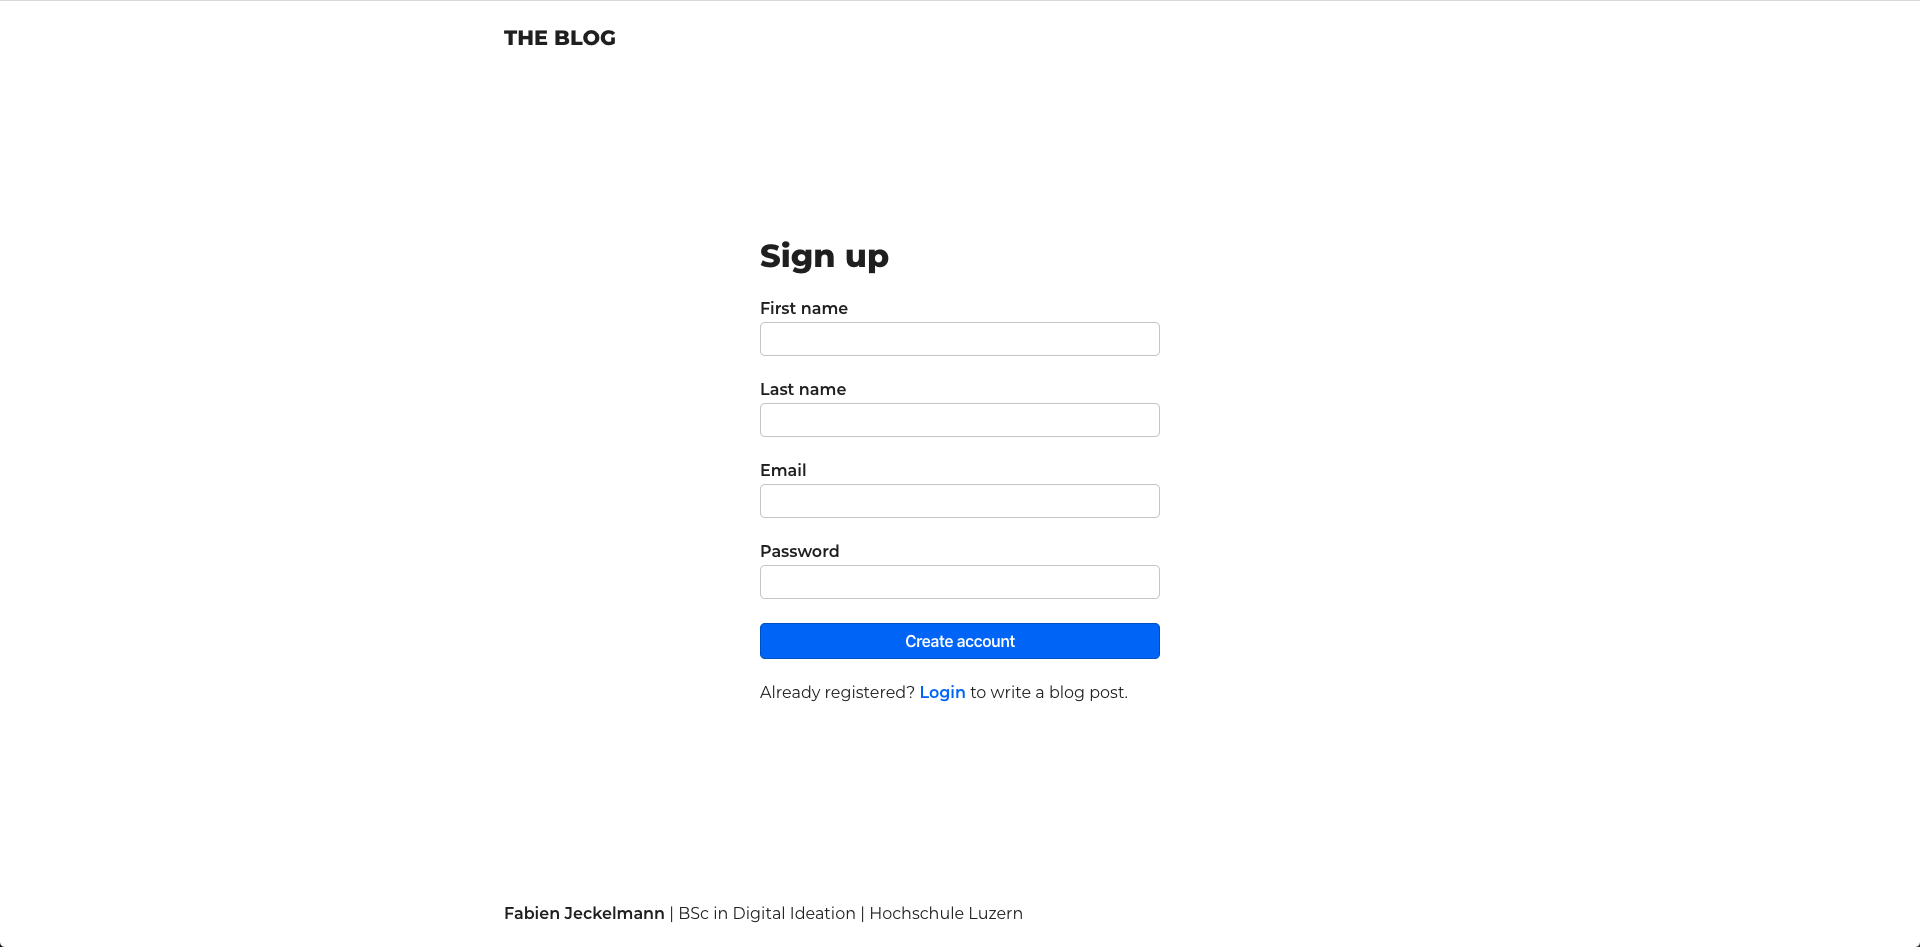 THE BLOG
Sign up
First name
Last name
Email
Password
Create account
Already registered? Login to write a blog post.
Fabien Jeckelmann | BSc in Digital Ideation | Hochschule Luzern